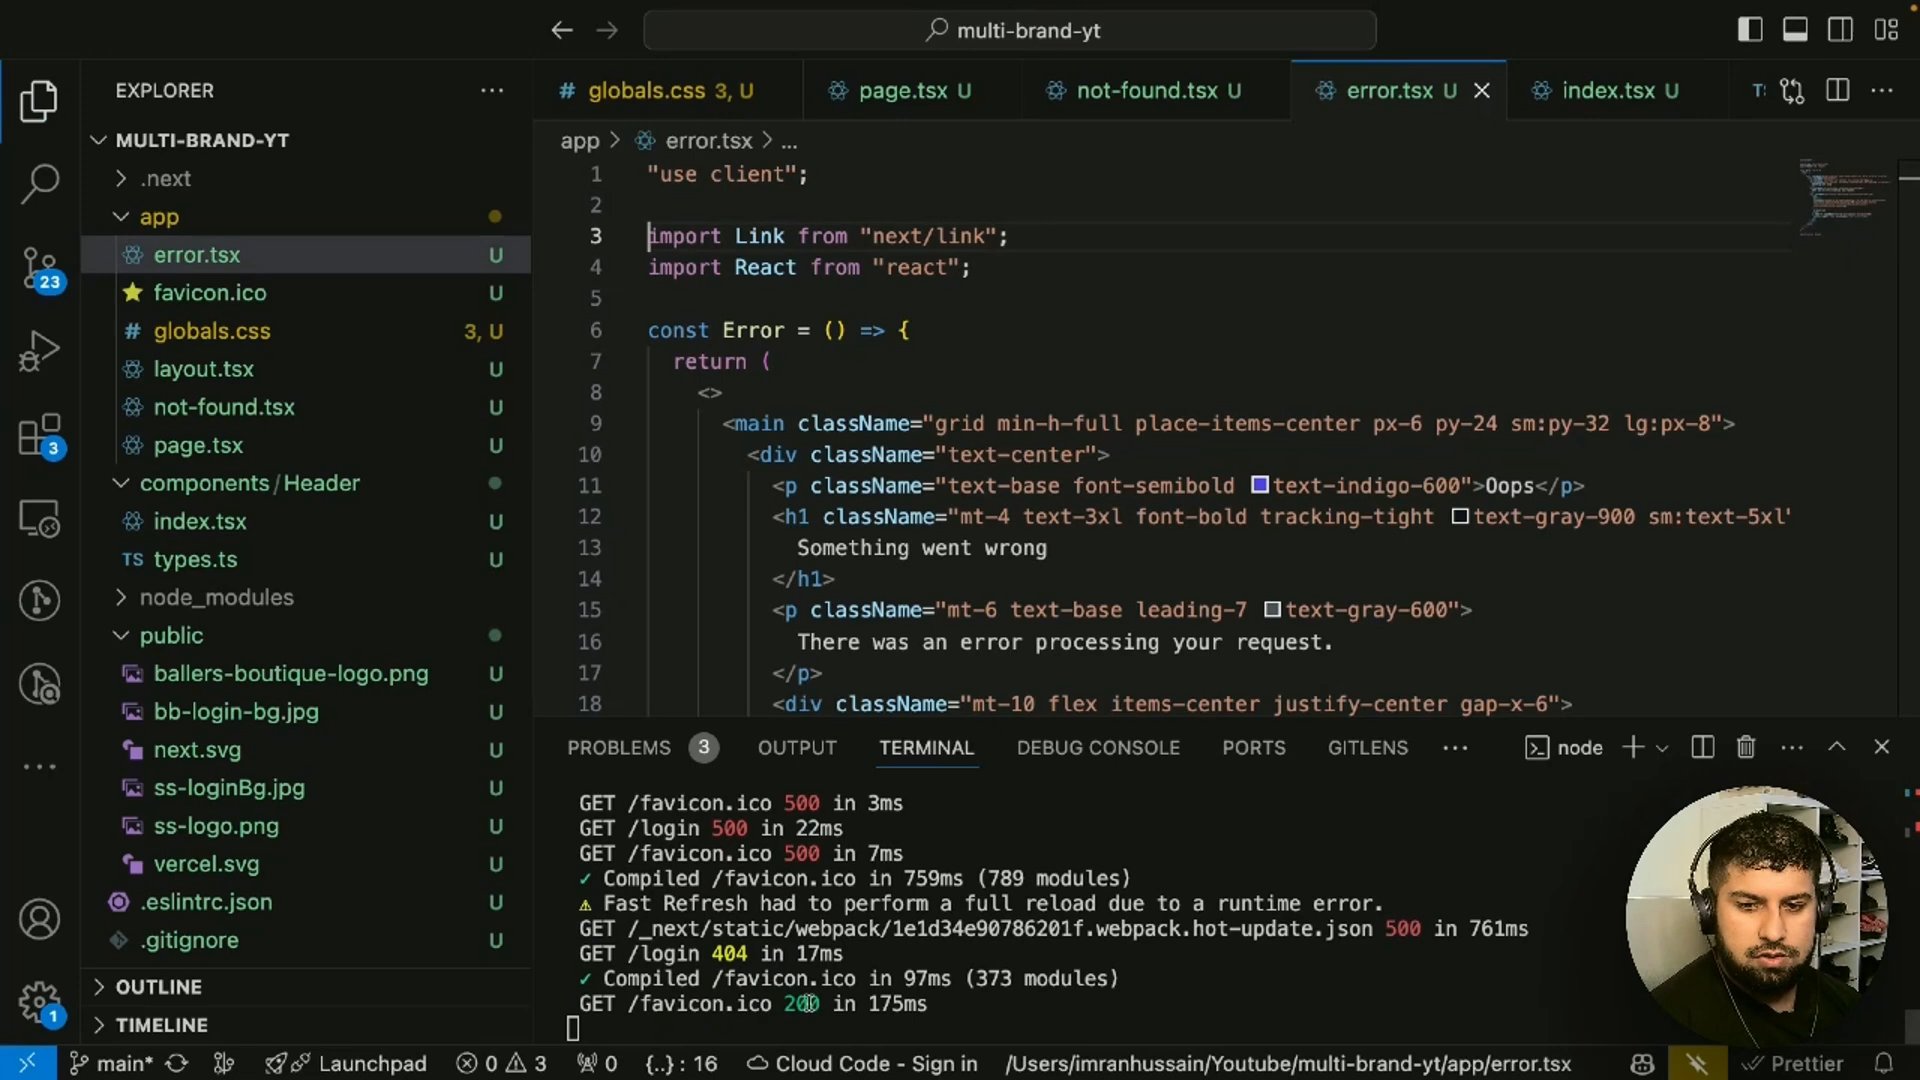 multi-brand-yt
EXPLORER
MULTI-BRAND-YT
.next
app
error.tsx U
favicon.ico U
globals.css 3, U
layout.tsx U
not-found.tsx U
page.tsx U
components / Header
index.tsx U
TS types.ts U
node_modules
public
ballers-boutique-logo.png U
bb-login-bg.jpg U
next.svg U
ss-loginBg.jpg U
ss-logo.png U
vercel.svg U
.eslintrc.json U
.gitignore U
OUTLINE
TIMELINE
23
3
1
# globals.css 3, U
page.tsx U
not-found.tsx U
error.tsx U
index.tsx U
app > error.tsx > ...
1 "use client";
2
3 import Link from "next/link";
4 import React from "react";
5
6 const Error = () => {
7 return (
8 <>
9 <main className="grid min-h-full place-items-center px-6 py-24 sm:py-32 lg:px-8">
10 <div className="text-center">
11 <p className="text-base font-semibold text-indigo-600">Oops</p>
12 <h1 className="mt-4 text-3xl font-bold tracking-tight text-gray-900 sm:text-5xl"
13 Something went wrong
14 </h1>
15 <p className="mt-6 text-base leading-7 text-gray-600">
16 There was an error processing your request.
17 </p>
18 <div className="mt-10 flex items-center justify-center gap-x-6">
PROBLEMS 3 OUTPUT TERMINAL DEBUG CONSOLE PORTS GITLENS ... node
GET /favicon.ico 500 in 3ms
GET /login 500 in 22ms
GET /favicon.ico 500 in 7ms
✓ Compiled /favicon.ico in 759ms (789 modules)
⚠ Fast Refresh had to perform a full reload due to a runtime error.
GET /_next/static/webpack/1e1d34e90786201f.webpack.hot-update.json 500 in 761ms
GET /login 404 in 17ms
✓ Compiled /favicon.ico in 97ms (373 modules)
GET /favicon.ico 200 in 175ms
main* Launchpad 0 3 0 {..} : 16 Cloud Code - Sign in /Users/imranhussain/Youtube/multi-brand-yt/app/error.tsx Prettier